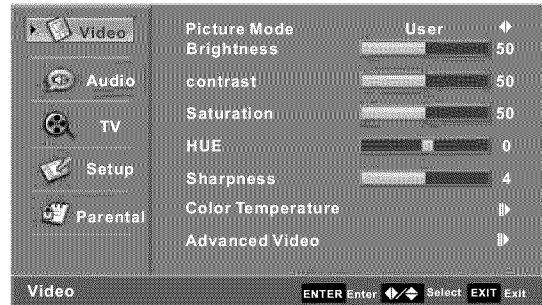 Video
Audio
TV
Setup
Parental
Picture Mode User
Brightness 50
contrast 50
Saturation 50
HUE 0
Sharpness 4
Color Temperature
Advanced Video
Video ENTER Enter Select EXIT Exit